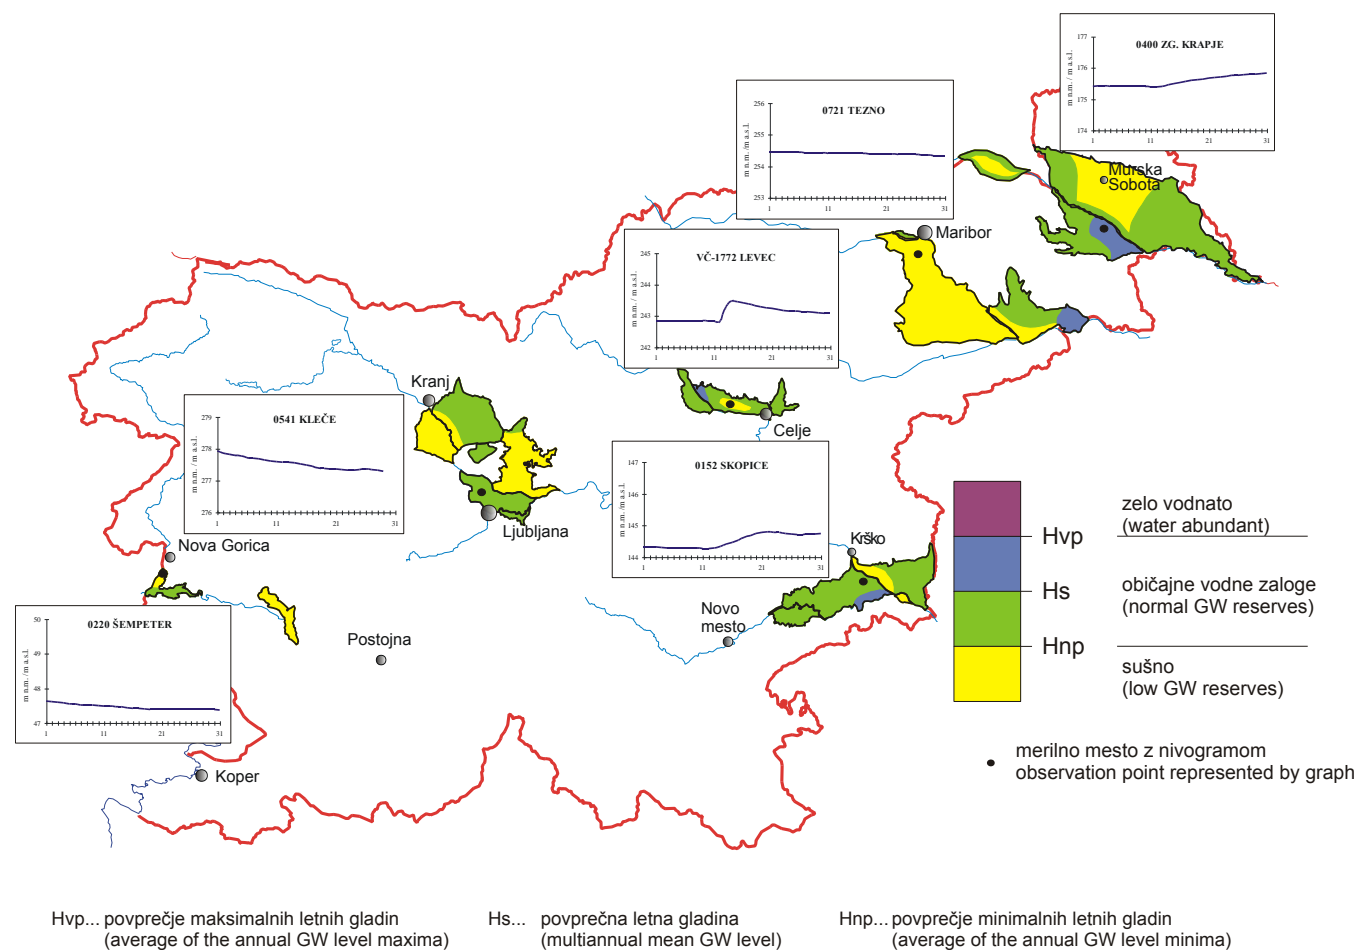 0400 ZG. KRAPJE
m n.m. / m a.s.l.
177
176
175
174
1
11
21
31
0721 TEZNO
m n.m. /m a.s.l.
256
255
254
253
1
11
21
31
Murska
Sobota
Maribor
VČ-1772 LEVEC
m n.m. / m a.s.l.
245
244
243
242
1
11
21
31
Kranj
Celje
0541 KLEČE
m n.m. / m a.s.l.
279
278
277
276
1
11
21
31
0152 SKOPICE
m n.m. /m a.s.l.
147
146
145
144
1
11
21
31
Ljubljana
Nova Gorica
Krško
Novo
mesto
Postojna
0220 ŠEMPETER
m n.m. /m a.s.l.
50
49
48
47
1
11
21
31
Koper
zelo vodnato
(water abundant)
Hvp
Hs
običajne vodne zaloge
(normal GW reserves)
Hnp
sušno
(low GW reserves)
merilno mesto z nivogramom
observation point represented by graph
Hvp... povprečje maksimalnih letnih gladin
(average of the annual GW level maxima)
Hs... povprečna letna gladina
(multiannual mean GW level)
Hnp... povprečje minimalnih letnih gladin
(average of the annual GW level minima)